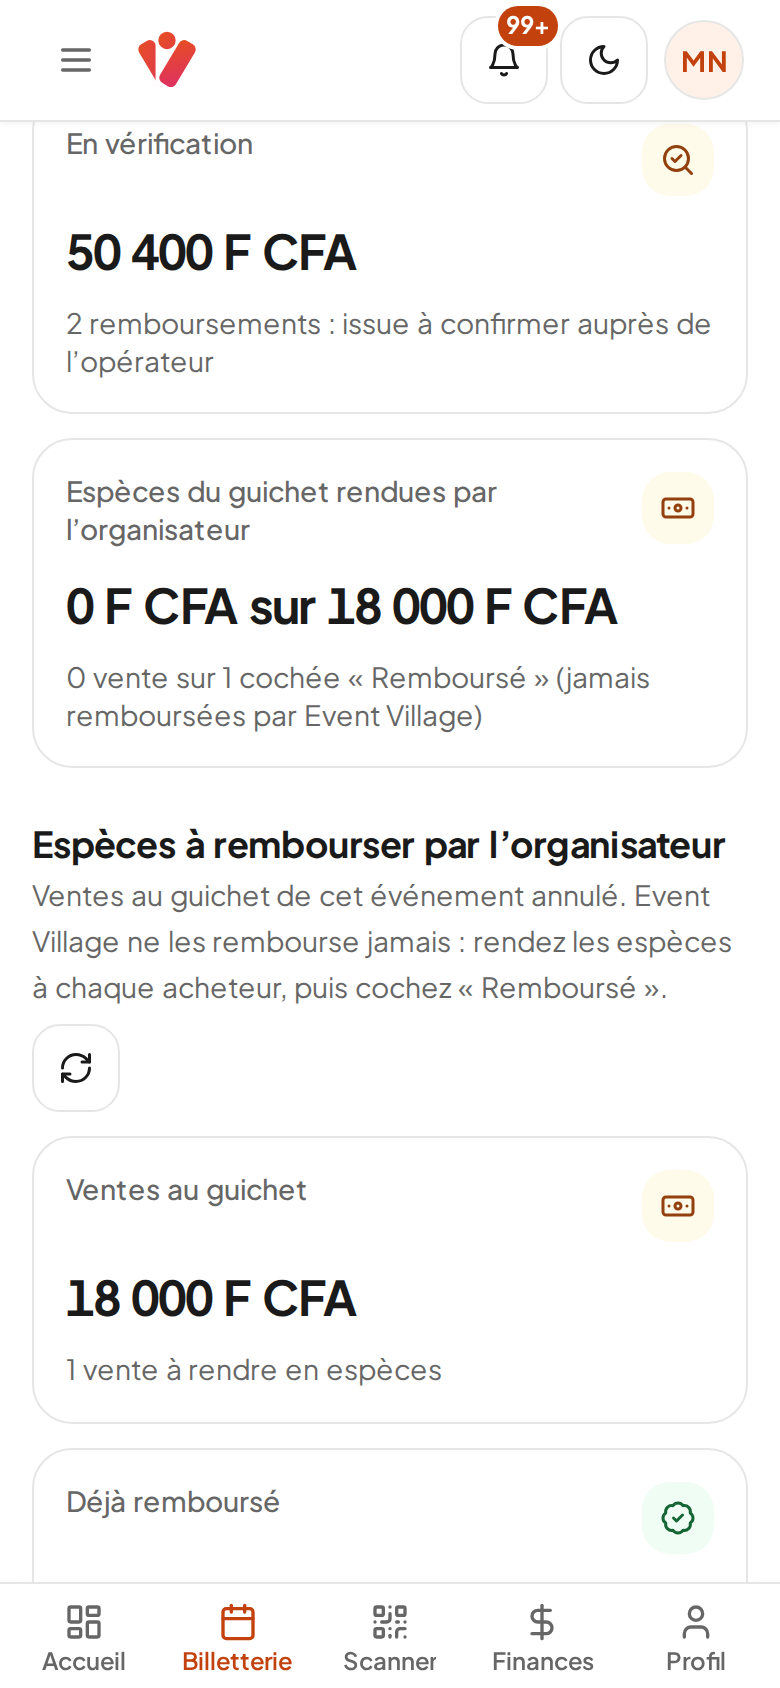 99+
MN
En vérification
50 400 F CFA
2 remboursements : issue à confirmer auprès de
l’opérateur
Espèces du guichet rendues par
l’organisateur
0 F CFA sur 18 000 F CFA
0 vente sur 1 cochée « Remboursé » (jamais
remboursées par Event Village)
Espèces à rembourser par l’organisateur
Ventes au guichet de cet événement annulé. Event
Village ne les rembourse jamais : rendez les espèces
à chaque acheteur, puis cochez « Remboursé ».
Ventes au guichet
18 000 F CFA
1 vente à rendre en espèces
Déjà remboursé
Accueil
Billetterie
Scanner
Finances
Profil